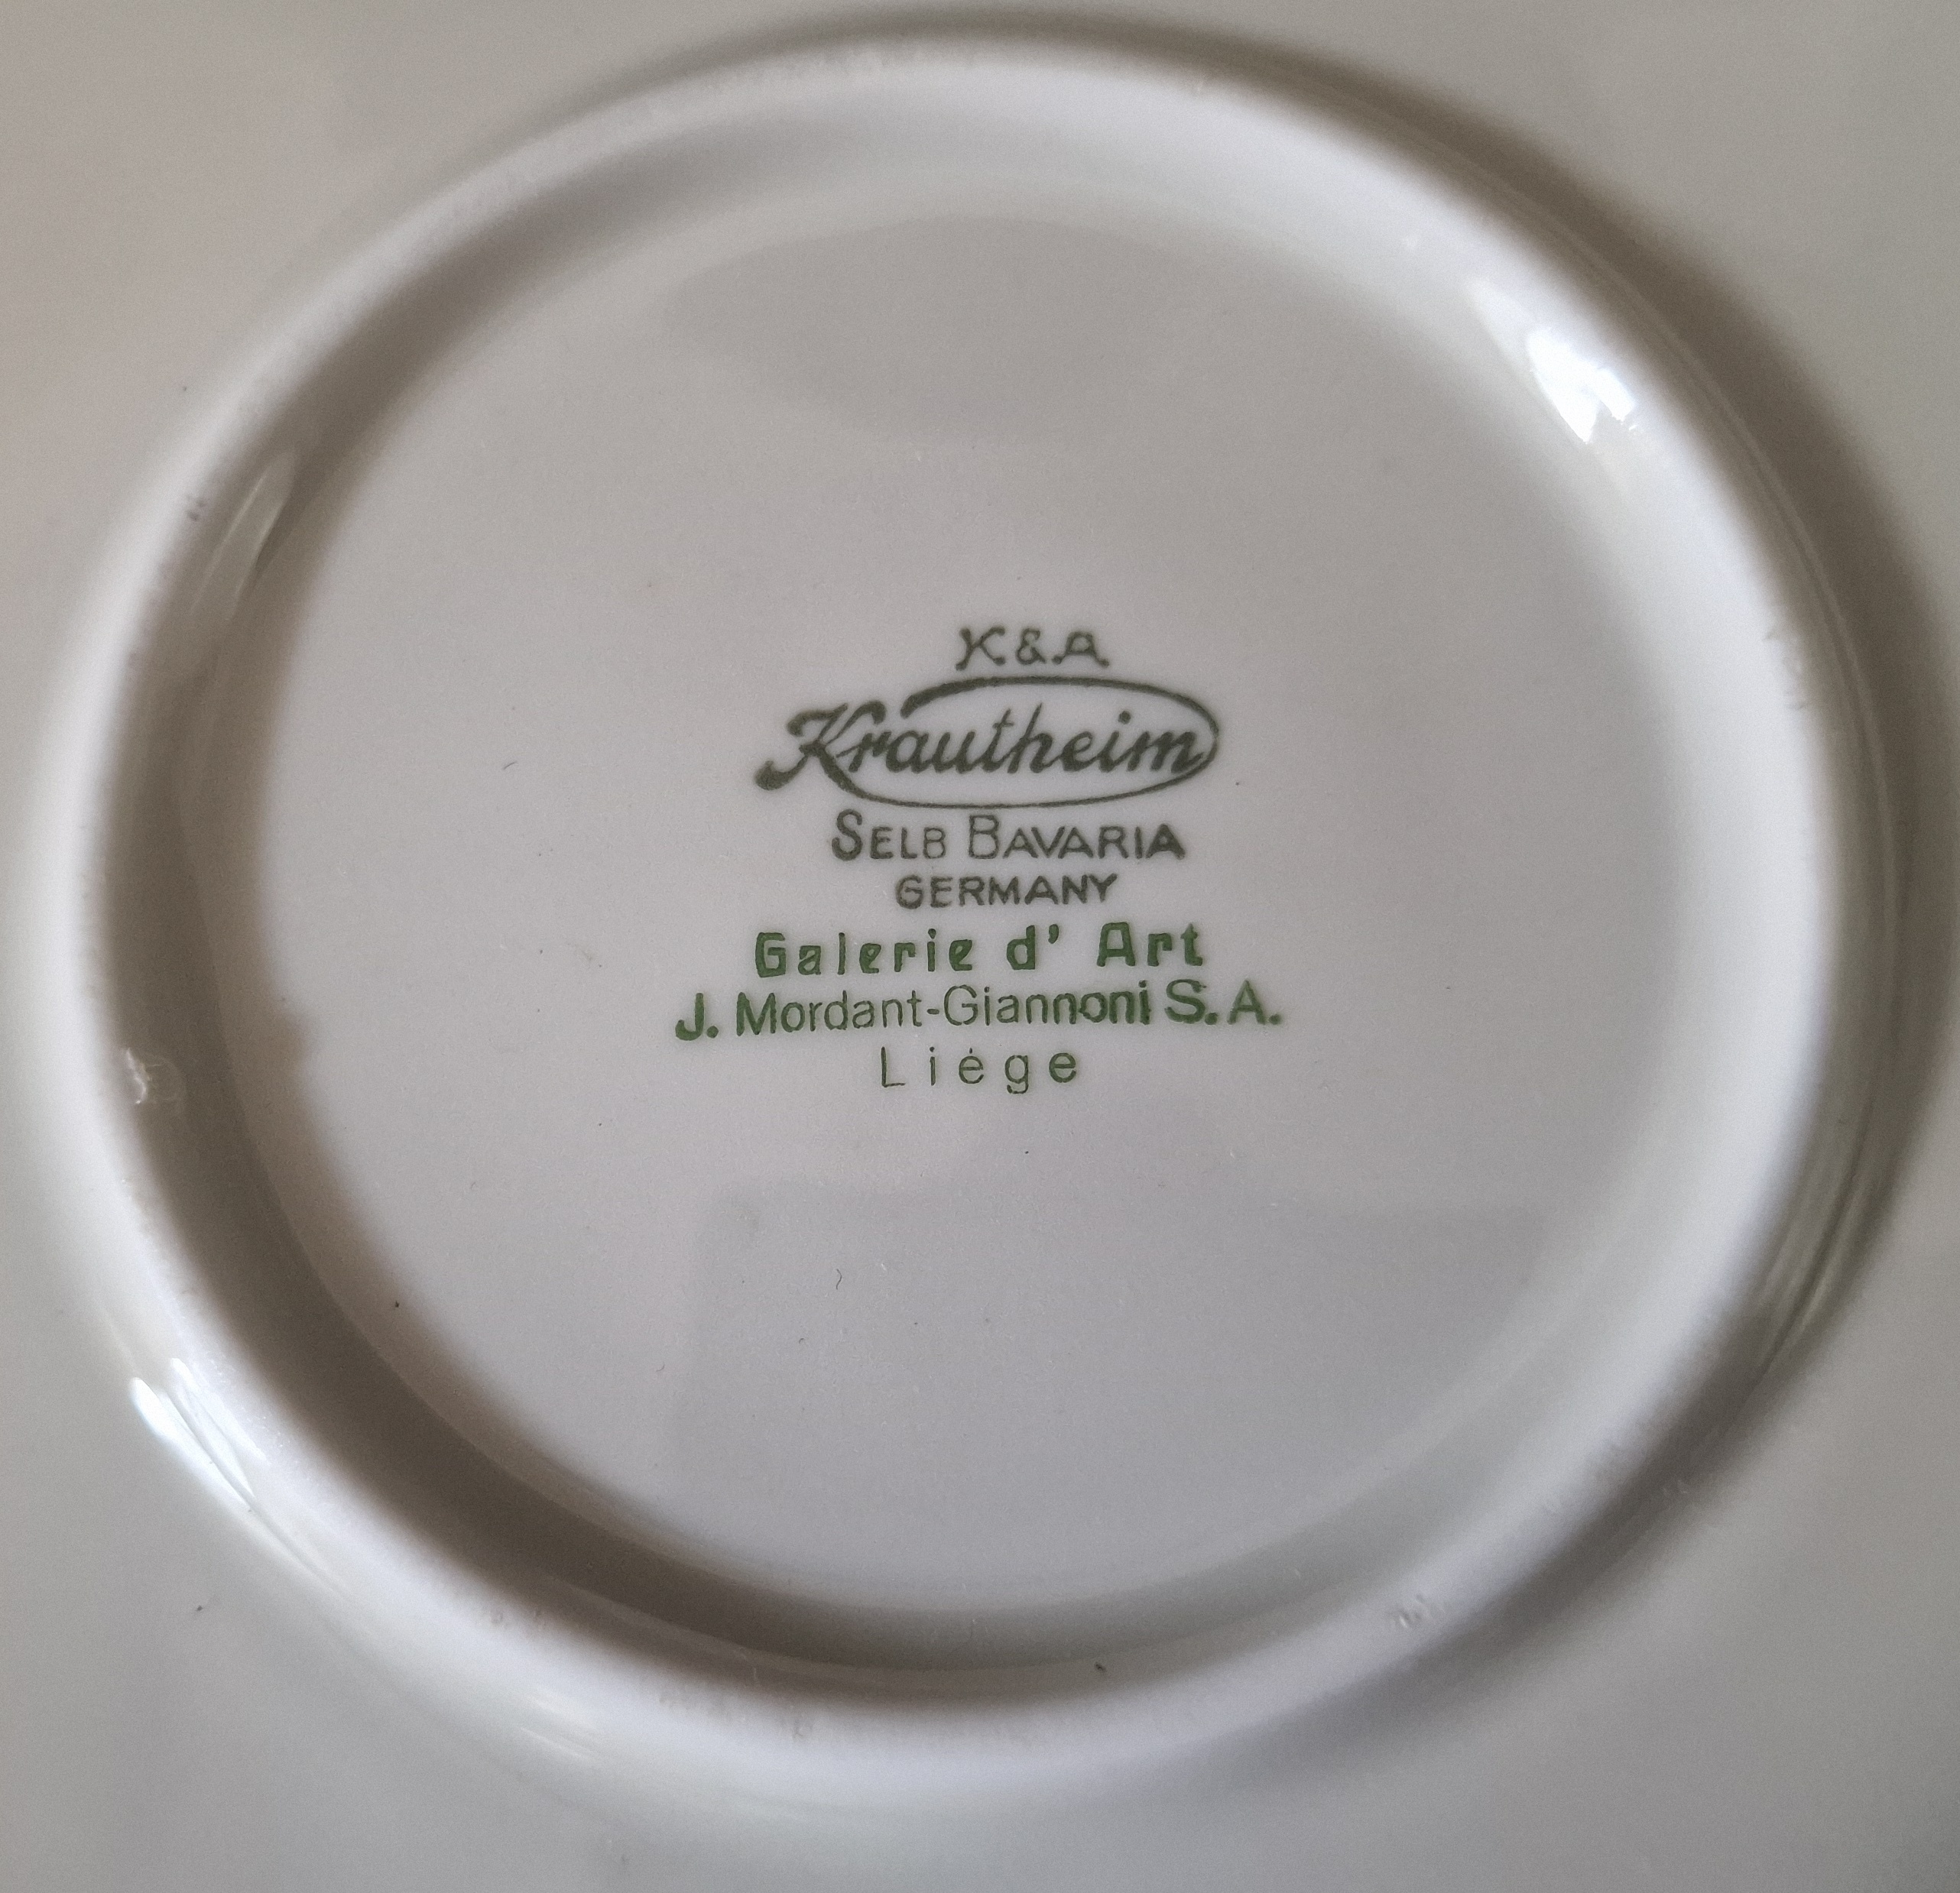 K.&A.
Krautheim
SELB BAVARIA
GERMANY
Galerie d' Art
J. Mordant-Giannoni S.A.
Liége